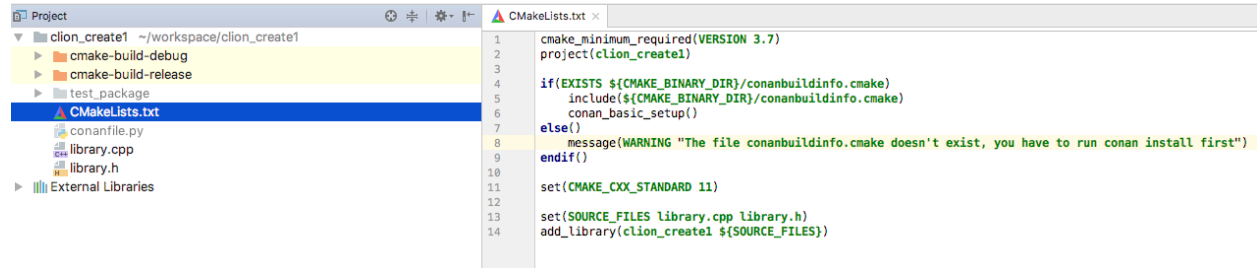 Project
clion_create1 ~/workspace/clion_create1
cmake-build-debug
cmake-build-release
test_package
CMakeLists.txt
conanfile.py
library.cpp
library.h
External Libraries
CMakeLists.txt
1 cmake_minimum_required(VERSION 3.7)
2 project(clion_create1)
3
4 if(EXISTS ${CMAKE_BINARY_DIR}/conanbuildinfo.cmake)
5 include(${CMAKE_BINARY_DIR}/conanbuildinfo.cmake)
6 conan_basic_setup()
7 else()
8 message(WARNING "The file conanbuildinfo.cmake doesn't exist, you have to run conan install first")
9 endif()
10
11 set(CMAKE_CXX_STANDARD 11)
12
13 set(SOURCE_FILES library.cpp library.h)
14 add_library(clion_create1 ${SOURCE_FILES})